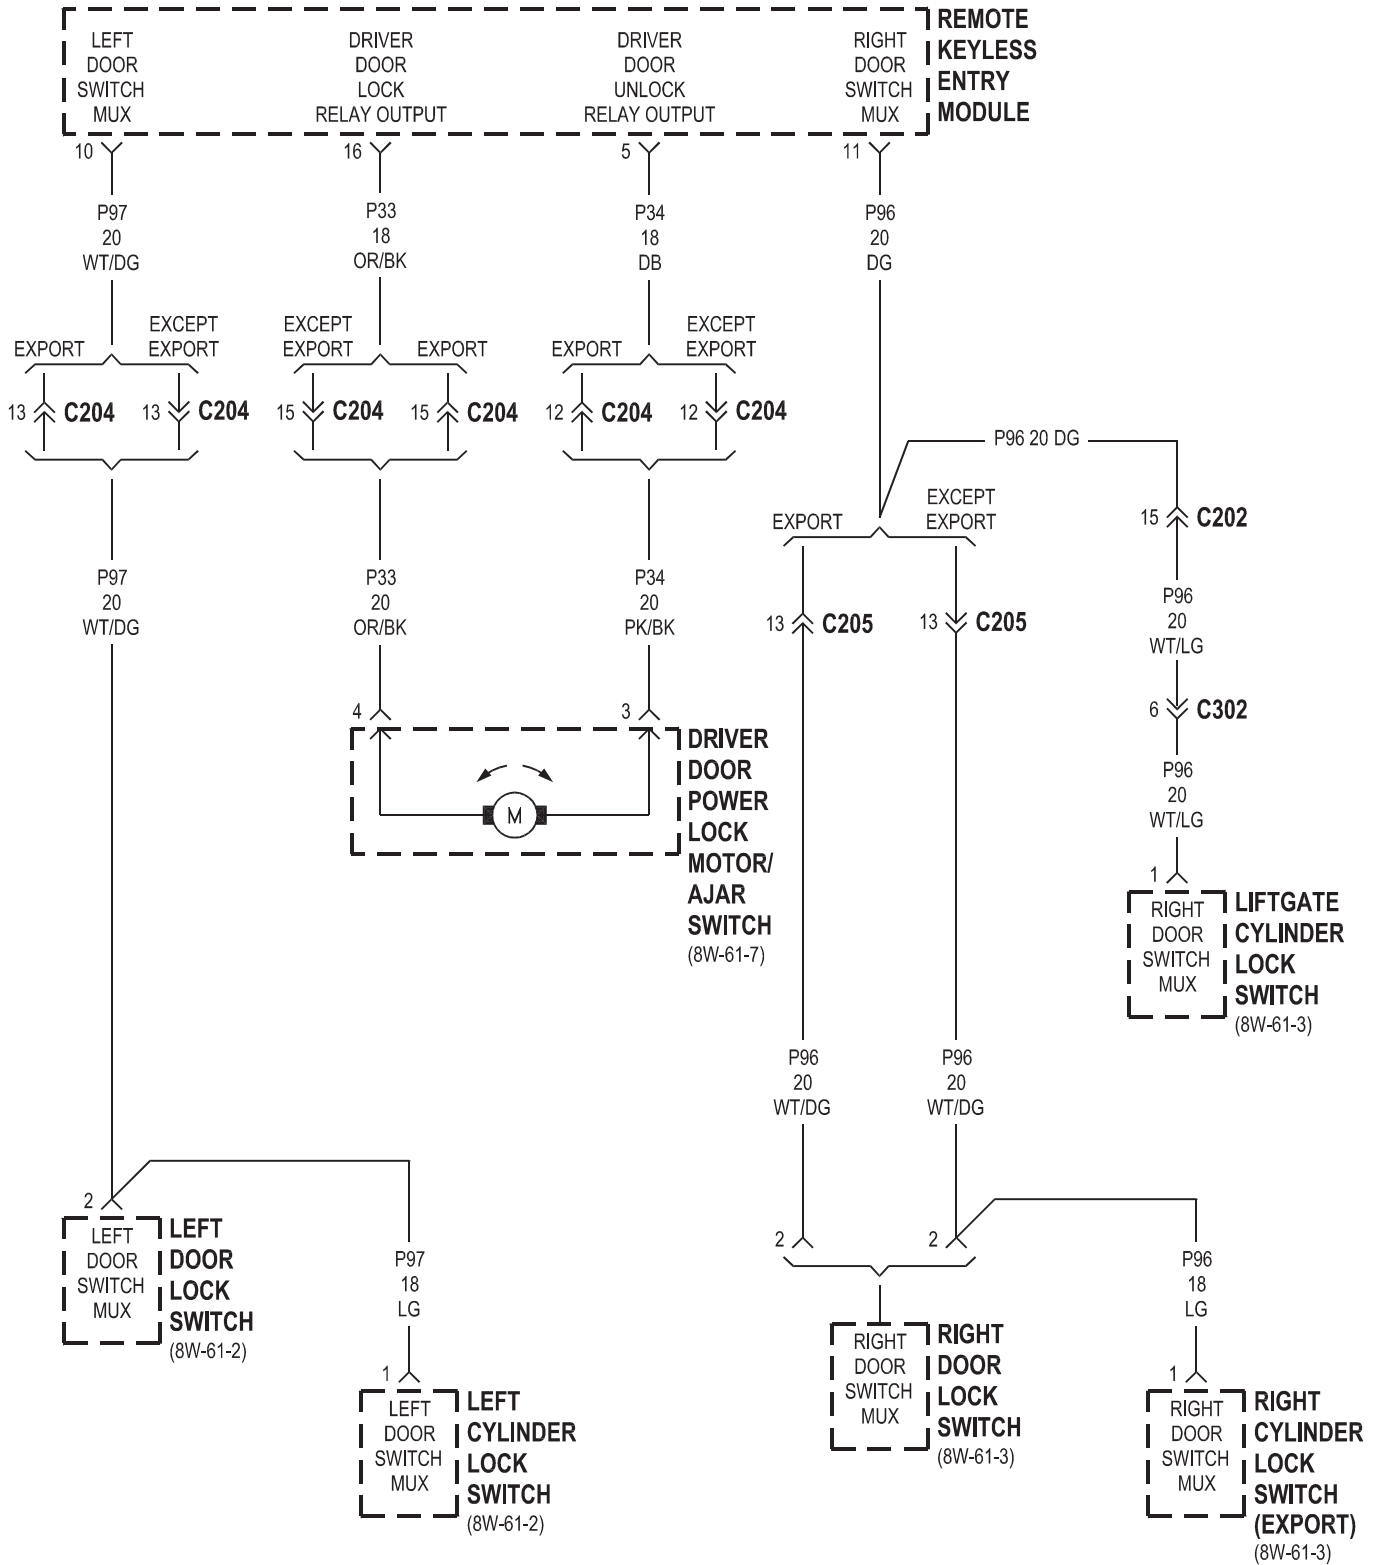 REMOTE
KEYLESS
ENTRY
MODULE
LEFT
DOOR
SWITCH
MUX
DRIVER
DOOR
LOCK
RELAY OUTPUT
DRIVER
DOOR
UNLOCK
RELAY OUTPUT
RIGHT
DOOR
SWITCH
MUX
10
16
5
11
P97
20
WT/DG
P33
18
OR/BK
P34
18
DB
P96
20
DG
EXPORT
EXCEPT
EXPORT
EXCEPT
EXPORT
EXPORT
EXPORT
EXCEPT
EXPORT
13
C204
13
C204
15
C204
15
C204
12
C204
12
C204
P96 20 DG
EXPORT
EXCEPT
EXPORT
15
C202
P97
20
WT/DG
P33
20
OR/BK
P34
20
PK/BK
13
C205
13
C205
P96
20
WT/LG
6
C302
4
3
DRIVER
DOOR
POWER
LOCK
MOTOR/
AJAR
SWITCH
(8W-61-7)
M
P96
20
WT/LG
1
RIGHT
DOOR
SWITCH
MUX
LIFTGATE
CYLINDER
LOCK
SWITCH
(8W-61-3)
P96
20
WT/DG
P96
20
WT/DG
2
LEFT
DOOR
SWITCH
MUX
LEFT
DOOR
LOCK
SWITCH
(8W-61-2)
P97
18
LG
1
LEFT
DOOR
SWITCH
MUX
LEFT
CYLINDER
LOCK
SWITCH
(8W-61-2)
2
2
RIGHT
DOOR
SWITCH
MUX
RIGHT
DOOR
LOCK
SWITCH
(8W-61-3)
P96
18
LG
1
RIGHT
DOOR
SWITCH
MUX
RIGHT
CYLINDER
LOCK
SWITCH
(EXPORT)
(8W-61-3)